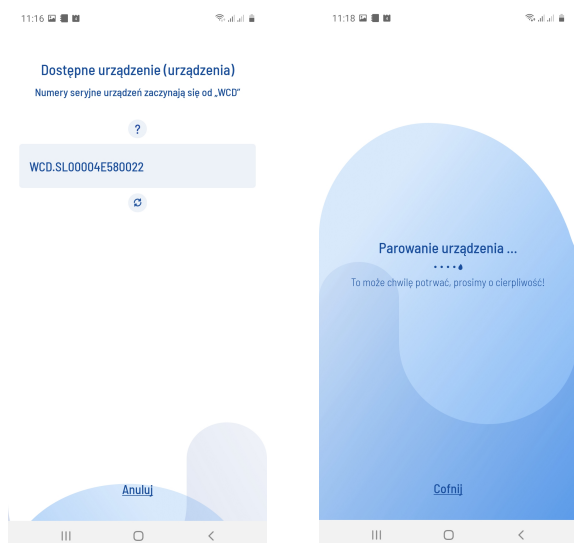 11:16
Dostępne urządzenie (urządzenia)
Numery seryjne urządzeń zaczynają się od „WCD”
?
WCD.SL00004E580022
Anuluj
11:18
Parowanie urządzenia ...
To może chwilę potrwać, prosimy o cierpliwość!
Cofnij